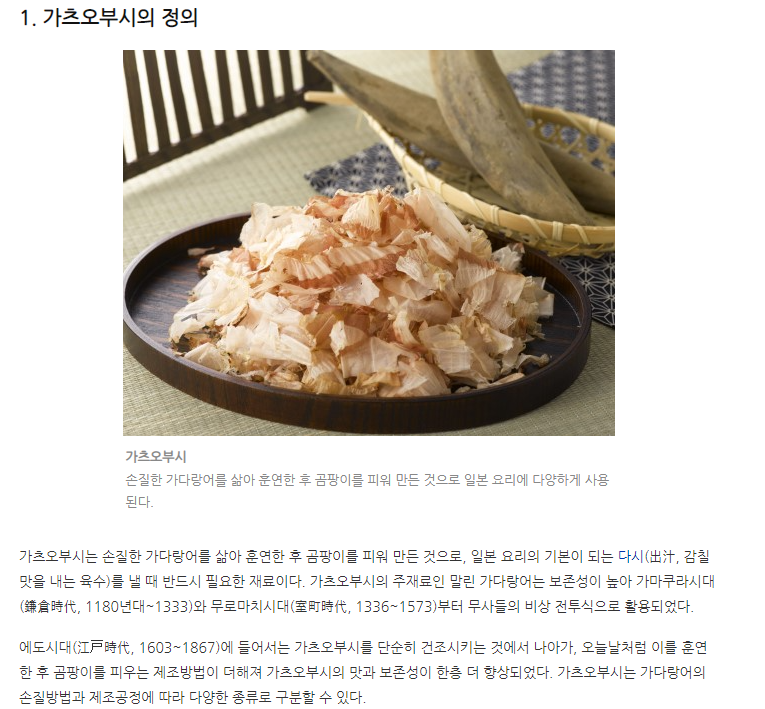 1. 가츠오부시의 정의
가츠오부시
손질한 가다랑어를 삶아 훈연한 후 곰팡이를 피워 만든 것으로 일본 요리에 다양하게 사용
된다.
가츠오부시는 손질한 가다랑어를 삶아 훈연한 후 곰팡이를 피워 만든 것으로, 일본 요리의 기본이 되는 다시(出汁, 감칠
맛을 내는 육수)를 낼 때 반드시 필요한 재료이다. 가츠오부시의 주재료인 말린 가다랑어는 보존성이 높아 가마쿠라시대
(鎌倉時代, 1180년대~1333)와 무로마치시대(室町時代, 1336~1573)부터 무사들의 비상 전투식으로 활용되었다.
에도시대(江戸時代, 1603~1867)에 들어서는 가츠오부시를 단순히 건조시키는 것에서 나아가, 오늘날처럼 이를 훈연
한 후 곰팡이를 피우는 제조방법이 더해져 가츠오부시의 맛과 보존성이 한층 더 향상되었다. 가츠오부시는 가다랑어의
손질방법과 제조공정에 따라 다양한 종류로 구분할 수 있다.